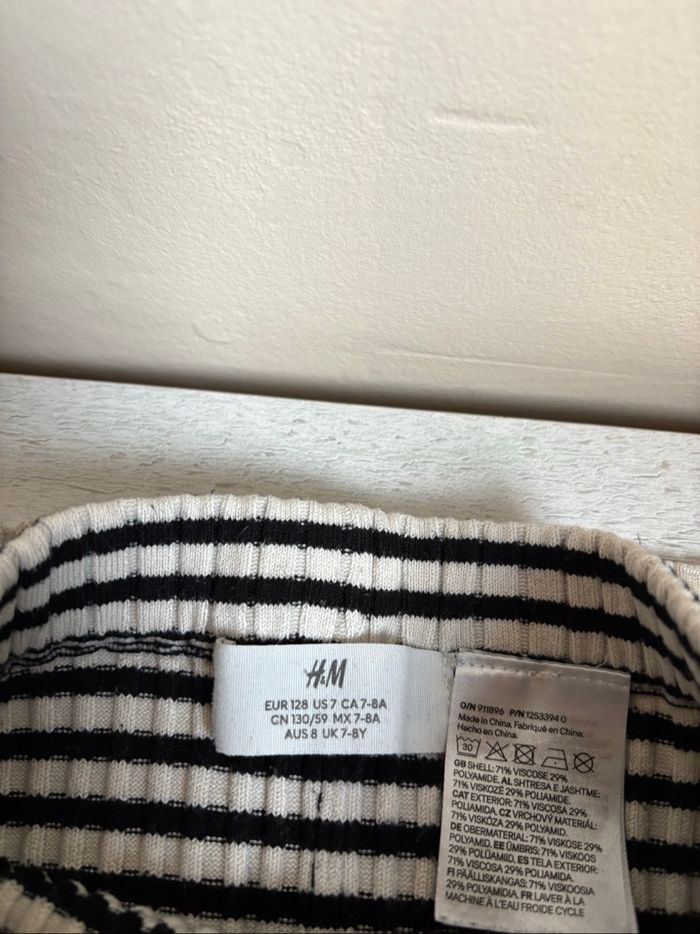 H&M
EUR 128 US 7 CA 7-8A
CN 130/59 MX 7-8A
AUS 8 UK 7-8Y
O/N 911896 P/N 1253394 0
Made in China. Fabriqué en Chine.
Hecho en China.
30
GB SHELL: 71% VISCOSE 29%
POLYAMIDE. AL SHTRESA E JASHTME:
71% VISKOZË 29% POLIAMIDE.
CAT EXTERIOR: 71% VISCOSA 29%
POLIAMIDA. CZ VRCHOVÝ MATERIÁL:
71% VISKÓZA 29% POLYAMID.
DE OBERMATERIAL: 71% VISKOSE 29%
POLYAMID. EE ÜMBRIS: 71% VISKOOS
29% POLÜAMIID. ES TELA EXTERIOR:
71% VISCOSA 29% POLIAMIDA.
FI PÄÄLLISKANGAS: 71% VISKOOSIA
29% POLYAMIDIA. FR LAVER À LA
MACHINE À L'EAU FROIDE CYCLE